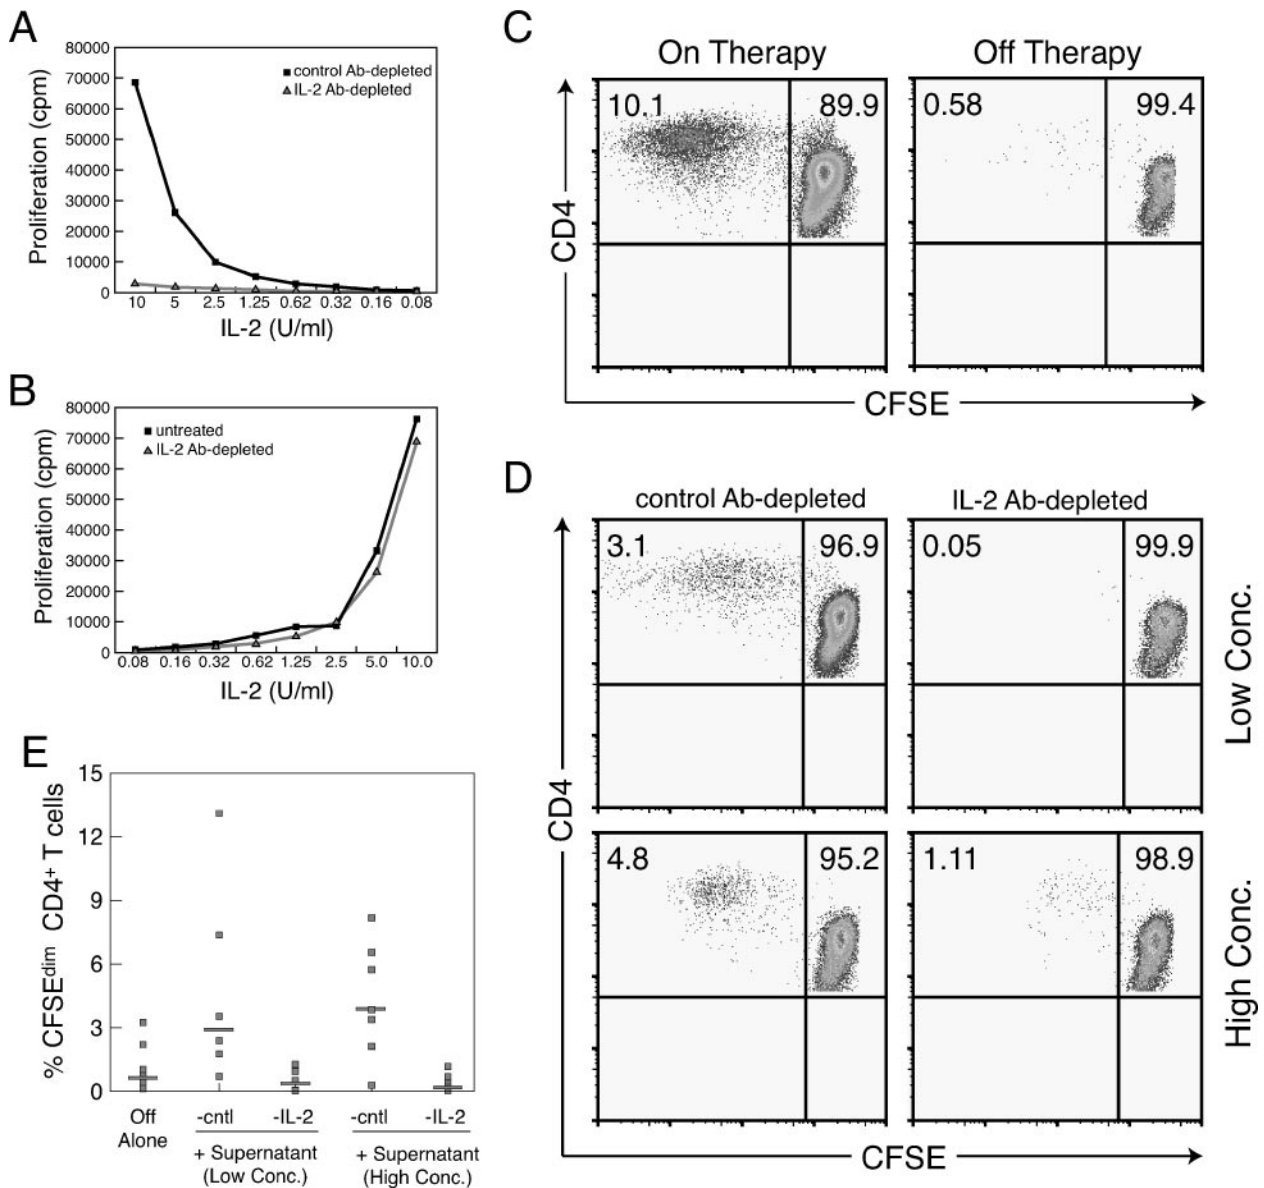 A
80000
70000
60000
50000
40000
30000
20000
10000
0
Proliferation (cpm)
control Ab-depleted
IL-2 Ab-depleted
10 5 2.5 1.25 0.62 0.32 0.16 0.08
IL-2 (U/ml)
B
80000
70000
60000
50000
40000
30000
20000
10000
0
Proliferation (cpm)
untreated
IL-2 Ab-depleted
0.08 0.16 0.32 0.62 1.25 2.5 5.0 10.0
IL-2 (U/ml)
C
On Therapy Off Therapy
10.1 89.9 0.58 99.4
CD4
CFSE
D
control Ab-depleted IL-2 Ab-depleted
3.1 96.9 0.05 99.9
Low Conc.
CD4
4.8 95.2 1.11 98.9
High Conc.
CFSE
E
15
12
9
6
3
0
% CFSEdim CD4+ T cells
Off -cntl -IL-2 -cntl -IL-2
Alone
+ Supernatant + Supernatant
(Low Conc.) (High Conc.)